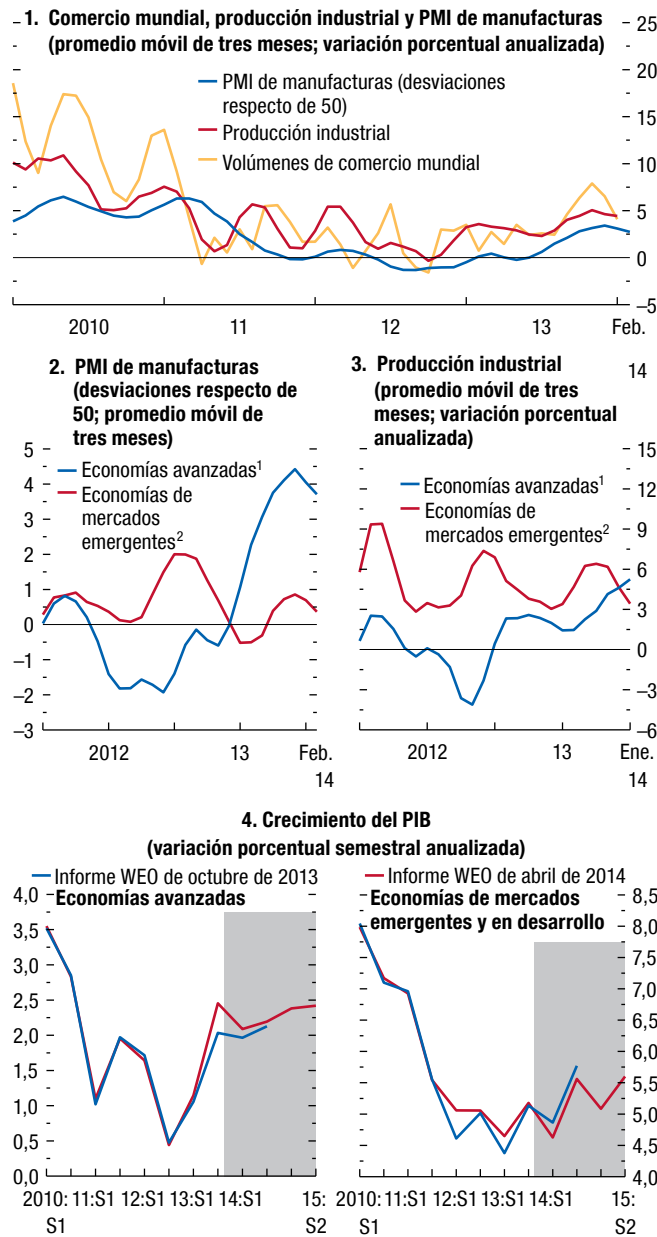 1. Comercio mundial, producción industrial y PMI de manufacturas
(promedio móvil de tres meses; variación porcentual anualizada)
25
20
15
10
5
0
–5
PMI de manufacturas (desviaciones
respecto de 50)
Producción industrial
Volúmenes de comercio mundial
2010 11 12 13 Feb.
14
2. PMI de manufacturas
(desviaciones respecto de
50; promedio móvil de
tres meses)
5
4
3
2
1
0
–1
–2
–3
Economías avanzadas¹
Economías de
mercados
emergentes²
2012 13 Feb.
14
3. Producción industrial
(promedio móvil de tres
meses; variación porcentual
anualizada)
15
12
9
6
3
0
–3
–6
Economías avanzadas¹
Economías de
mercados emergentes²
2012 13 Ene.
14
4. Crecimiento del PIB
(variación porcentual semestral anualizada)
Informe WEO de octubre de 2013
Informe WEO de abril de 2014
Economías avanzadas
4,0
3,5
3,0
2,5
2,0
1,5
1,0
0,5
0,0
2010: 11:S1 12:S1 13:S1 14:S1 15:
S1 S2
Economías de mercados
emergentes y en desarrollo
8,5
8,0
7,5
7,0
6,5
6,0
5,5
5,0
4,5
4,0
2010: 11:S1 12:S1 13:S1 14:S1 15:
S1 S2